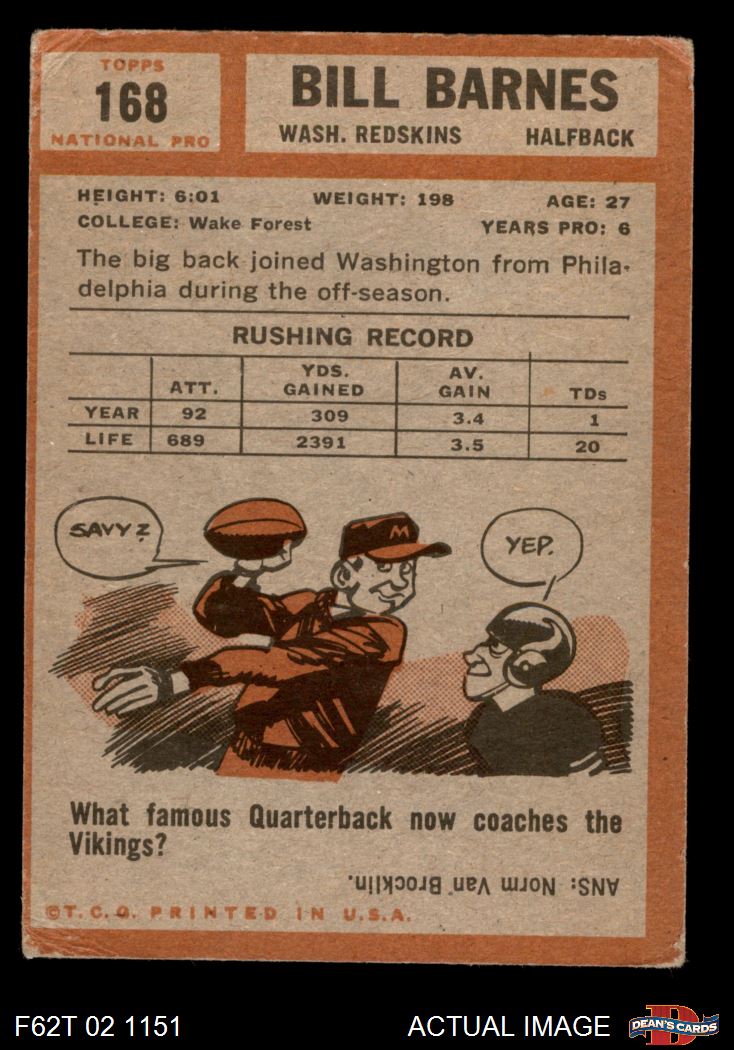 TOPPS
168
NATIONAL PRO
BILL BARNES
WASH. REDSKINS HALFBACK
HEIGHT: 6:01 WEIGHT: 198 AGE: 27
COLLEGE: Wake Forest YEARS PRO: 6
The big back joined Washington from Phila-
delphia during the off-season.
RUSHING RECORD
ATT. YDS. GAINED AV. GAIN TDs
YEAR 92 309 3.4 1
LIFE 689 2391 3.5 20
SAVY?
M
YEP.
What famous Quarterback now coaches the
Vikings?
ANS: Norm Van Brocklin.
©T.C.G. PRINTED IN U.S.A.
F62T 02 1151 ACTUAL IMAGE D DEAN'S CARDS